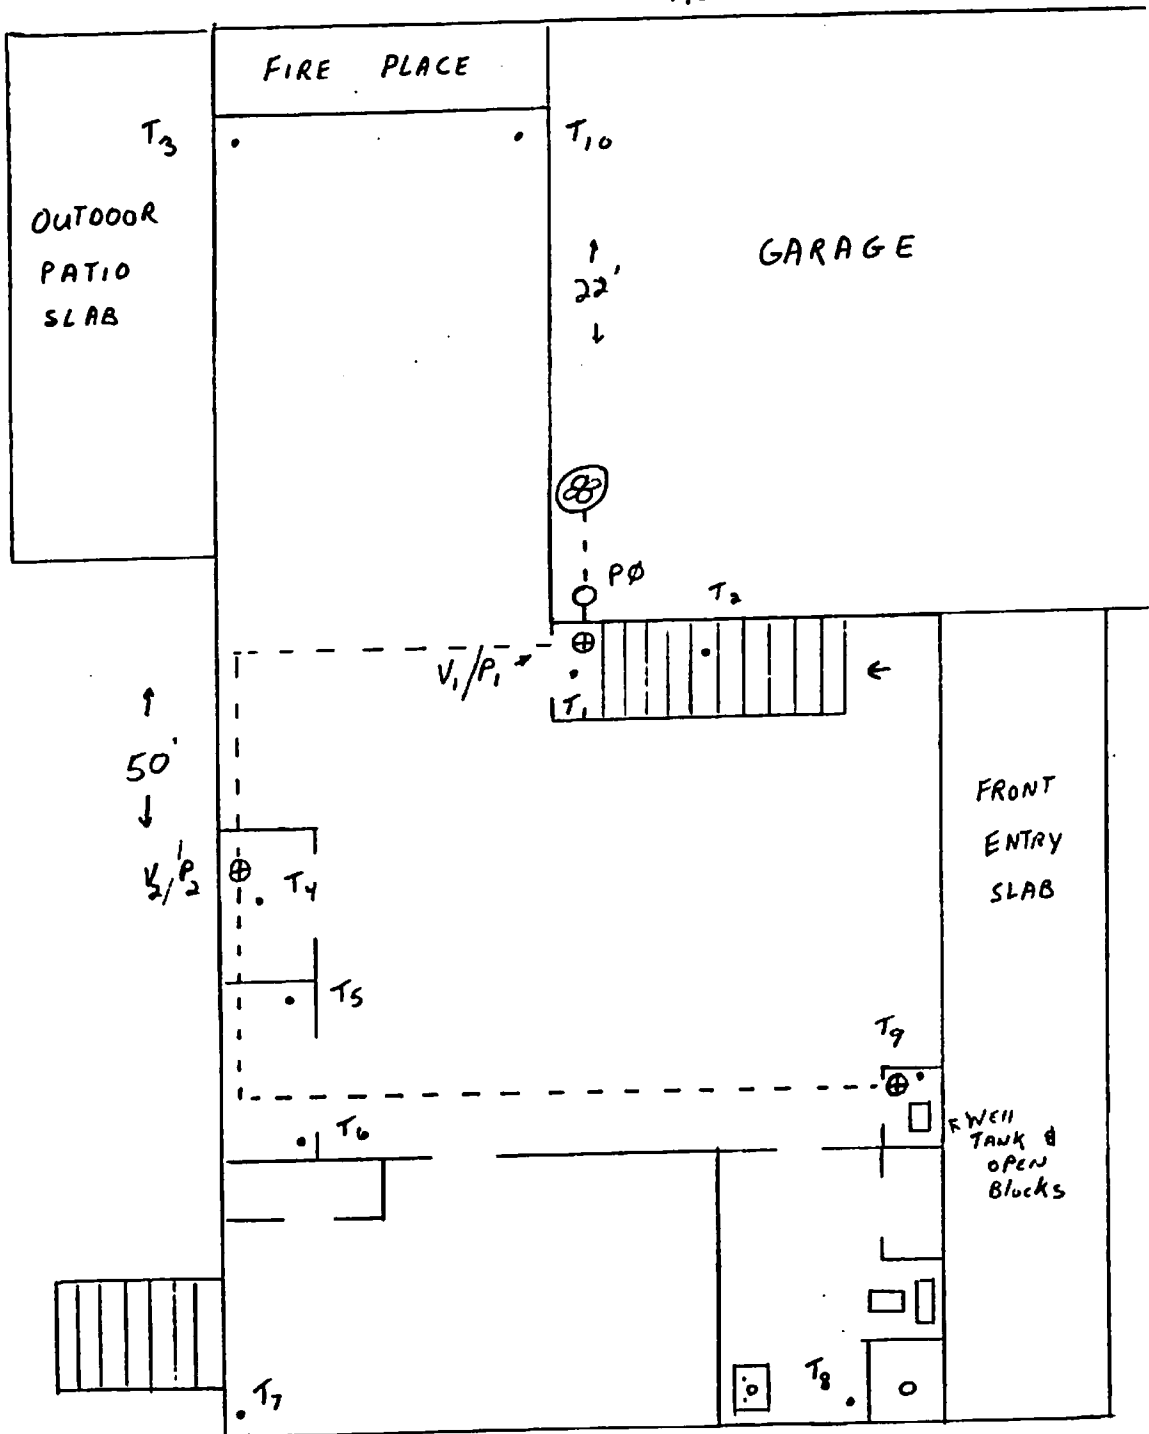 FIRE PLACE
T3
T10
OUTDOOR
PATIO
SLAB
GARAGE
22'
PØ
T2
V1/P1
T1
50'
FRONT
ENTRY
SLAB
V2/P2
T4
T5
T9
WEll
TANK &
OPEN
Blocks
T6
T8
T7